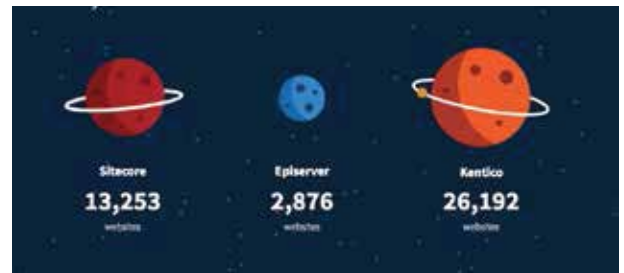 Sitecore
13,253
websites
Episerver
2,876
websites
Kentico
26,192
websites